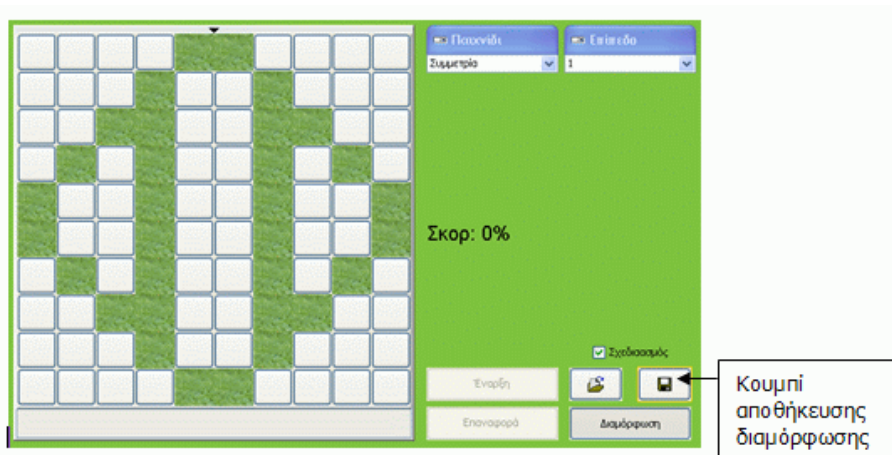 Παιχνίδι
Επίπεδο
Συμμετρία
1
Σκορ: 0%
Σχεδιασμός
Έναρξη
Επαναφορά
Διαμόρφωση
Κουμπί
αποθήκευσης
διαμόρφωσης